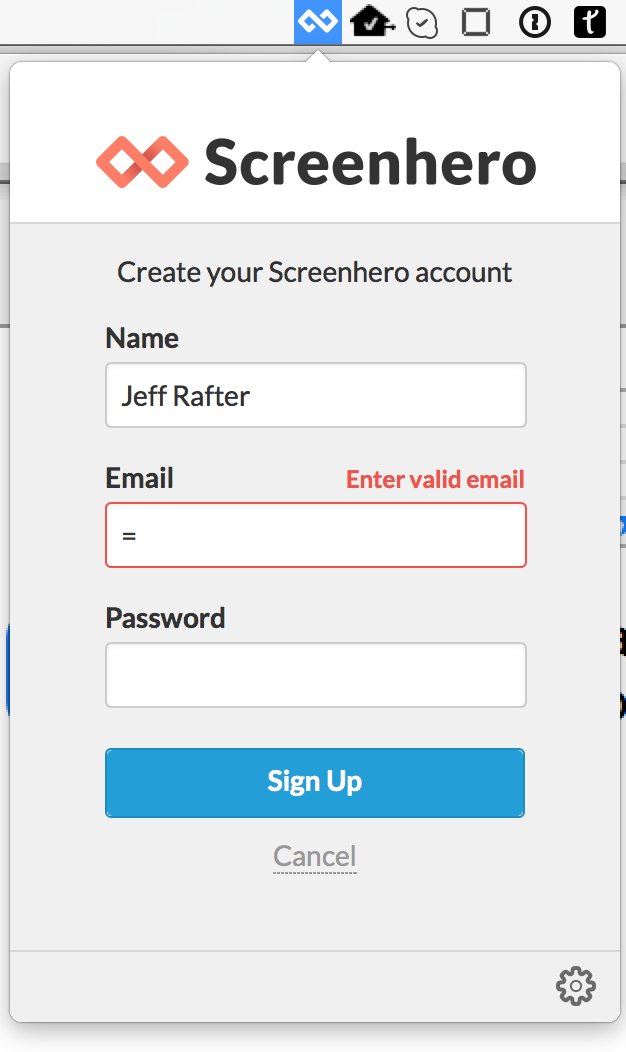 Screenhero
Create your Screenhero account
Name
Jeff Rafter
Email Enter valid email
=
Password
Sign Up
Cancel